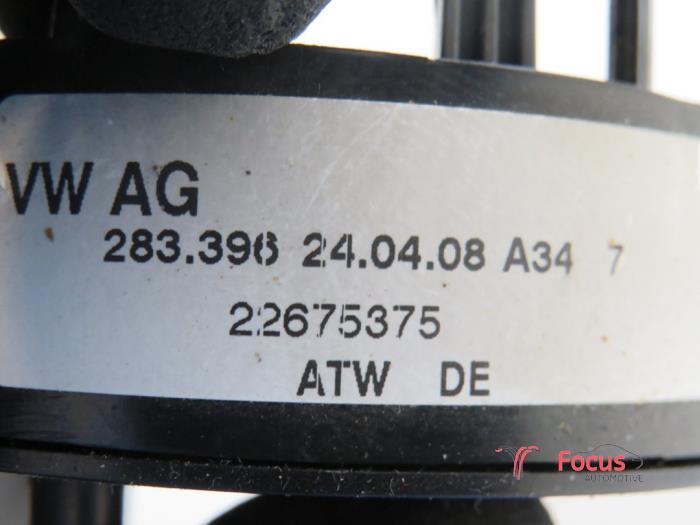 VW AG
283.396 24.04.08 A34 7
22675375
ATW DE
Focus
AUTOMOTIVE